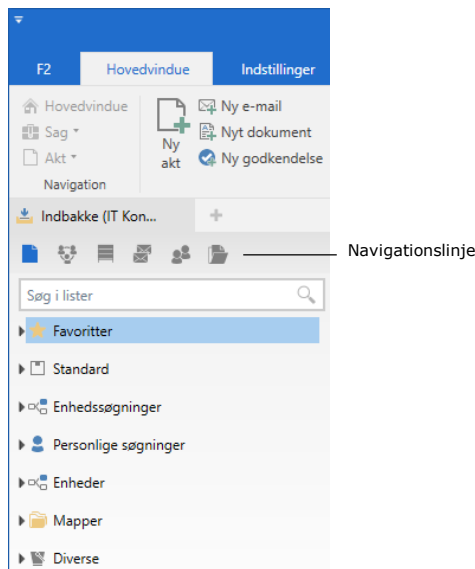 F2 Hovedvindue Indstillinger
Hovedvindue
Sag
Akt
Navigation
Ny
akt
Ny e-mail
Nyt dokument
Ny godkendelse
Indbakke (IT Kon...
Navigationslinje
Søg i lister
Favoritter
Standard
Enhedssøgninger
Personlige søgninger
Enheder
Mapper
Diverse